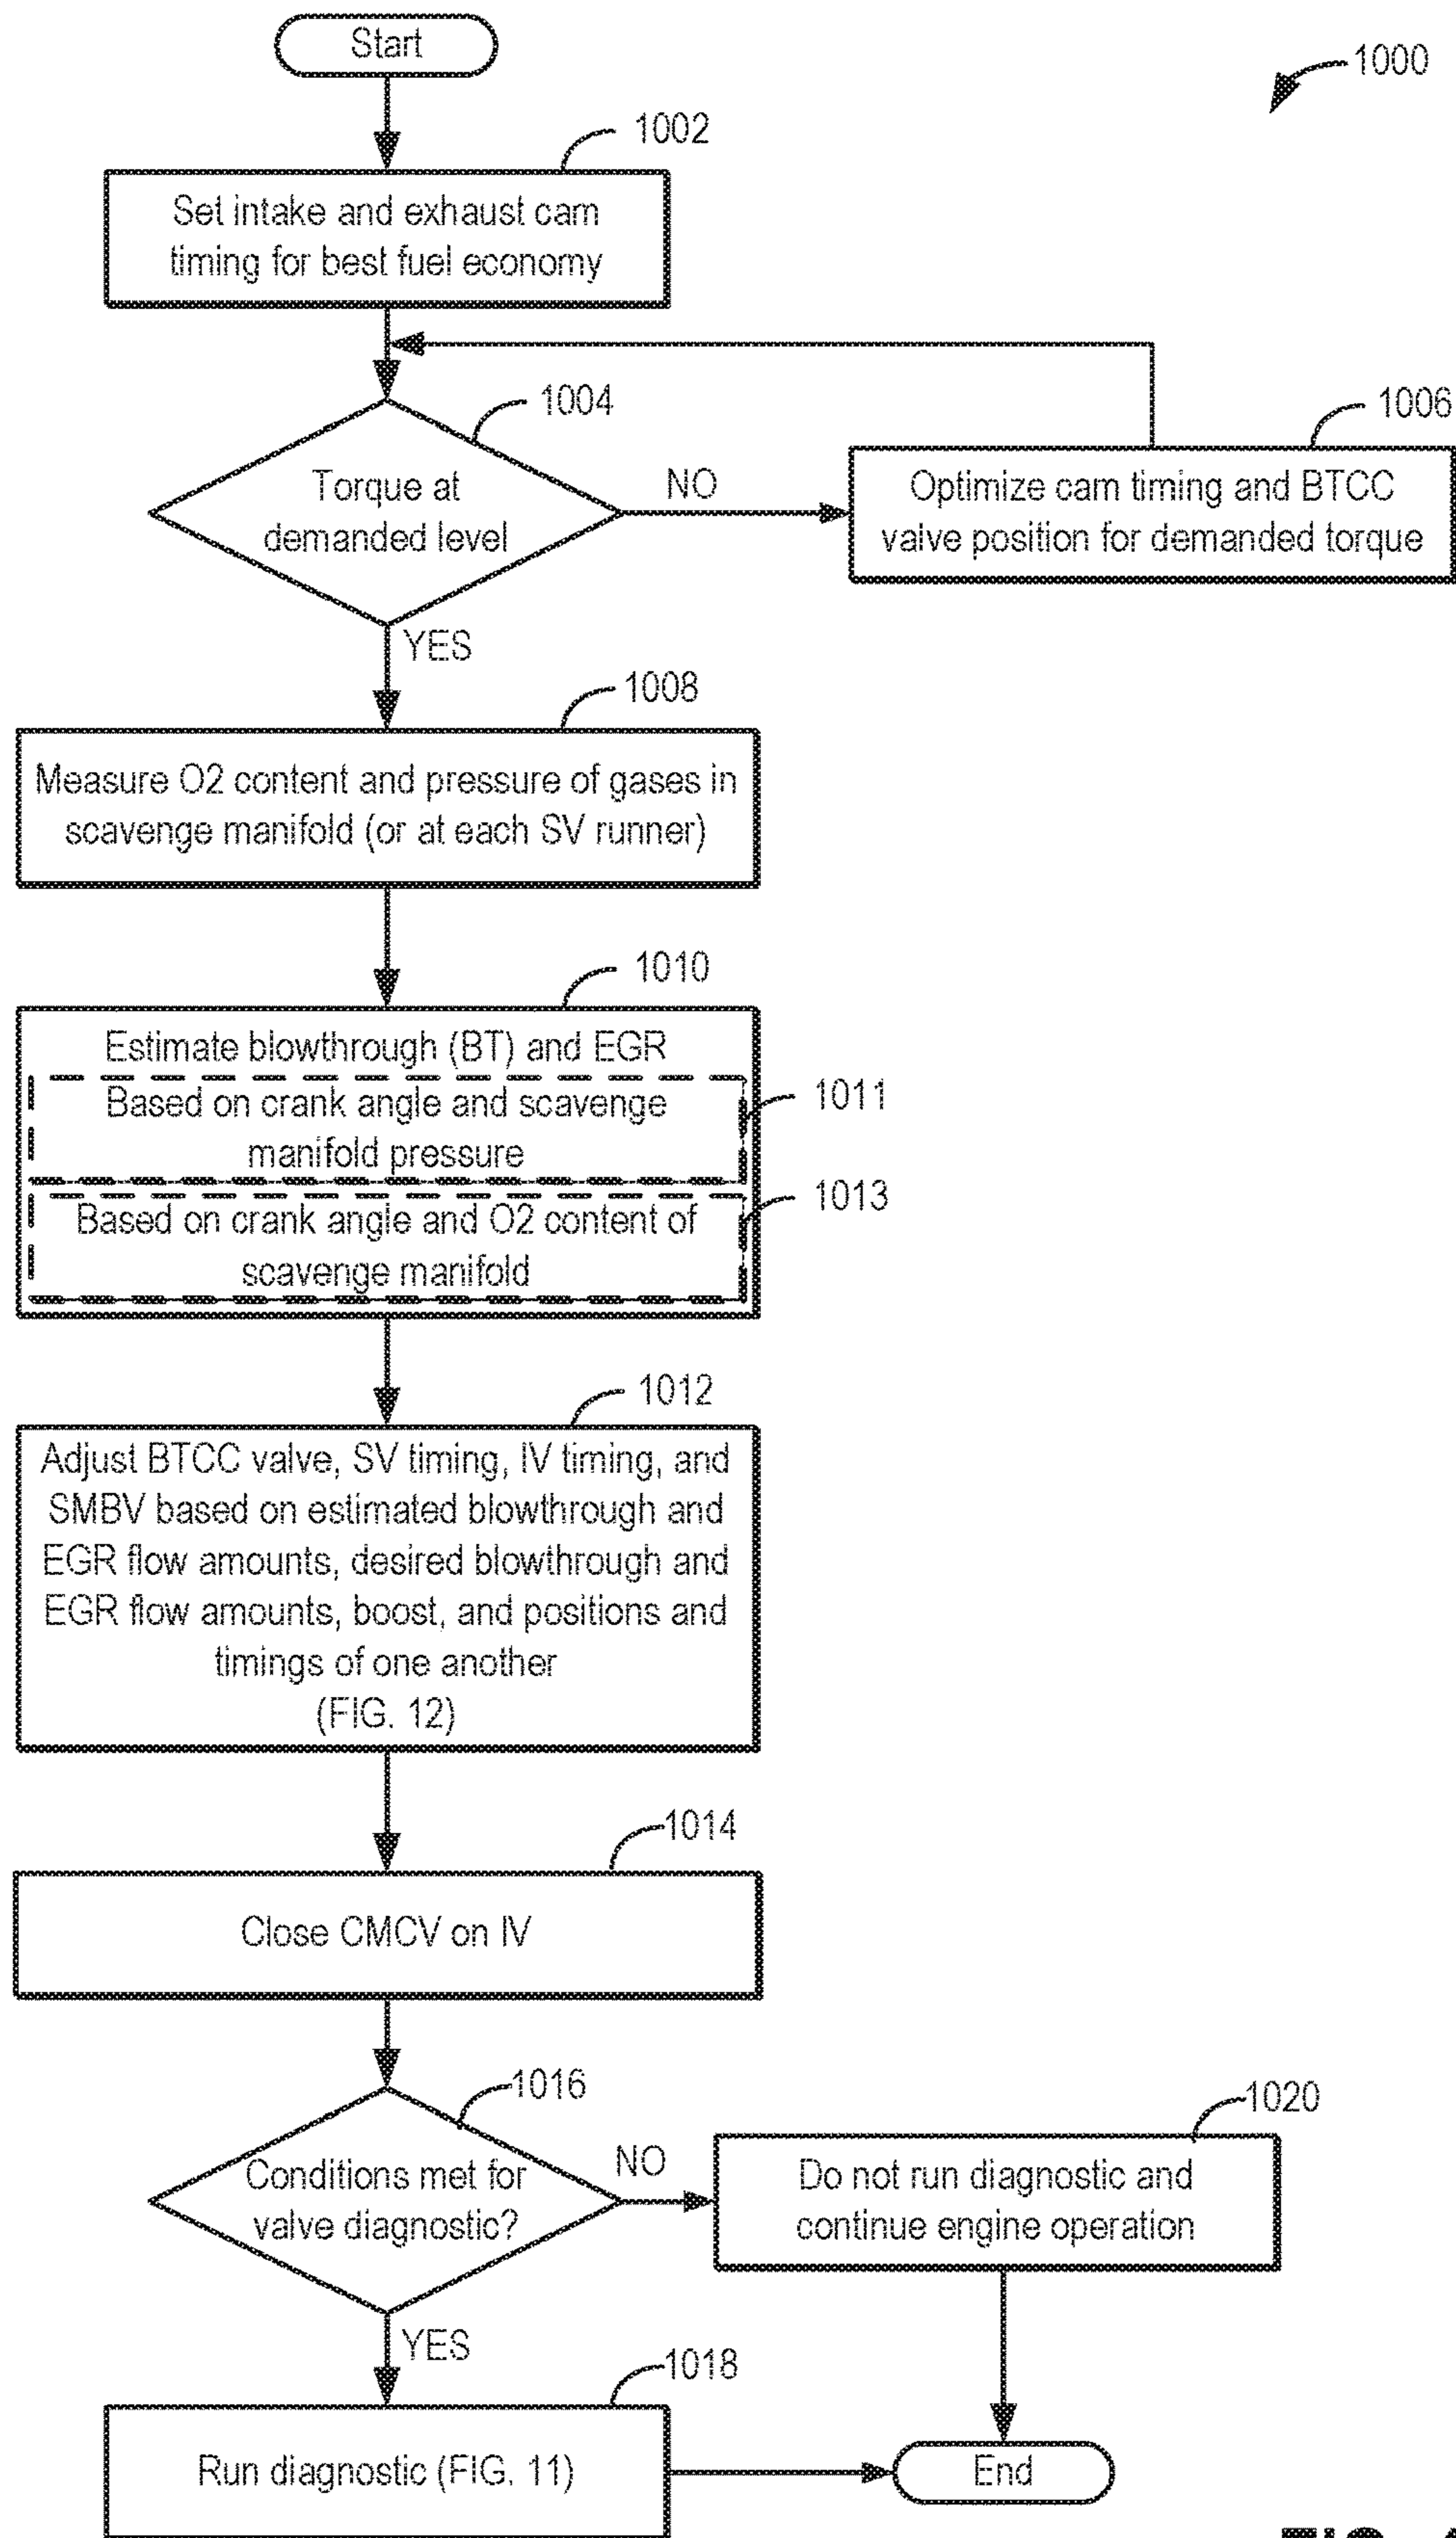 Start
1000
1002
Set intake and exhaust cam
timing for best fuel economy
1004
Torque at
demanded level
NO
1006
Optimize cam timing and BTCC
valve position for demanded torque
YES
1008
Measure O2 content and pressure of gases in
scavenge manifold (or at each SV runner)
1010
Estimate blowthrough (BT) and EGR
1011
Based on crank angle and scavenge
manifold pressure
1013
Based on crank angle and O2 content of
scavenge manifold
1012
Adjust BTCC valve, SV timing, IV timing, and
SMBV based on estimated blowthrough and
EGR flow amounts, desired blowthrough and
EGR flow amounts, boost, and positions and
timings of one another
(FIG. 12)
1014
Close CMCV on IV
1016
Conditions met for
valve diagnostic?
NO
1020
Do not run diagnostic and
continue engine operation
YES
1018
Run diagnostic (FIG. 11)
End